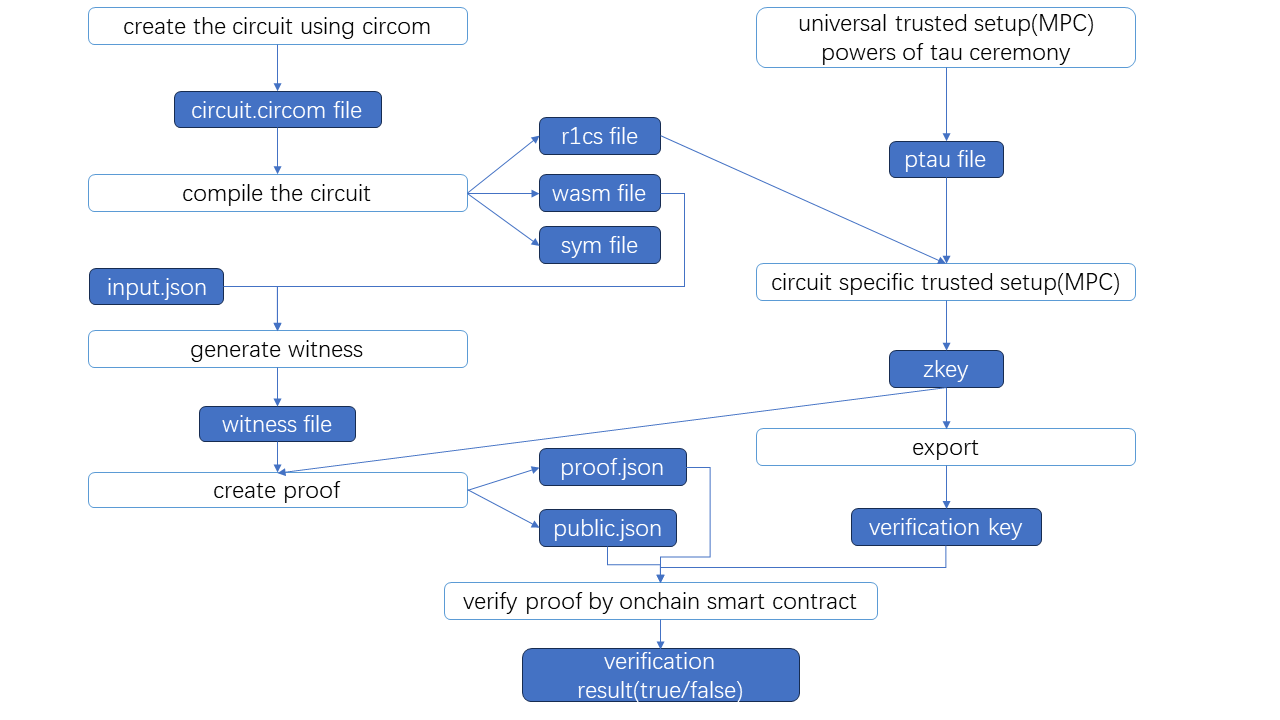 create the circuit using circom
universal trusted setup(MPC)
powers of tau ceremony
circuit.circom file
r1cs file
ptau file
compile the circuit
wasm file
sym file
input.json
circuit specific trusted setup(MPC)
generate witness
zkey
witness file
export
proof.json
create proof
public.json
verification key
verify proof by onchain smart contract
verification
result(true/false)